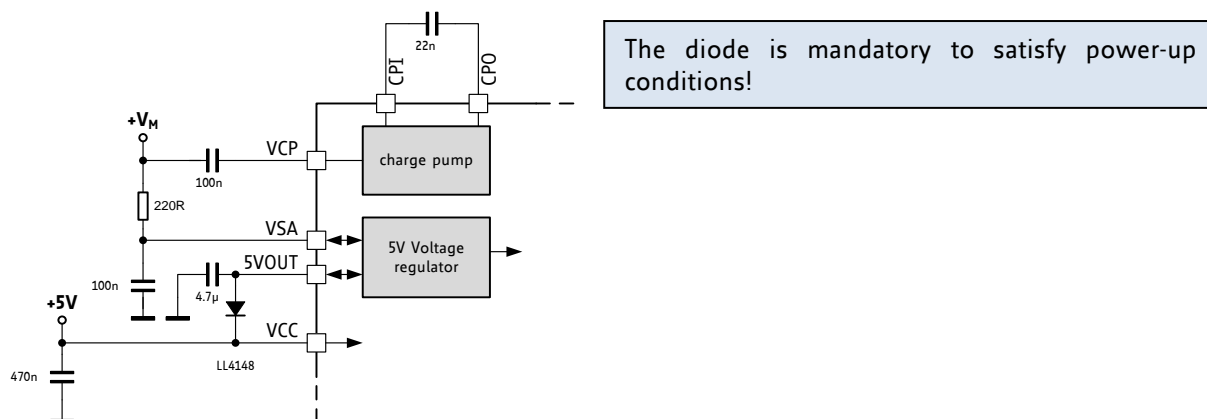 22n
CPI
CPO
The diode is mandatory to satisfy power-up
conditions!
+VM
VCP
charge pump
100n
220R
VSA
5V Voltage
regulator
5VOUT
100n
4.7µ
+5V
VCC
LL4148
470n